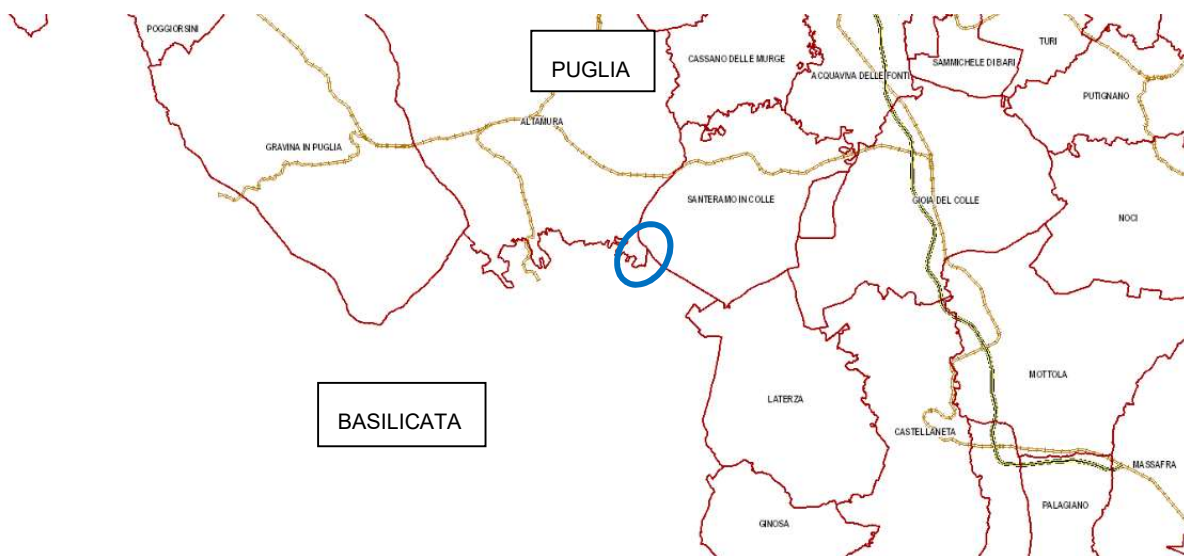 POGGIORSINI
PUGLIA
CASSANO DELLE MURGE
TURI
SAMMICHELE DI BARI
ACQUAVIVA DELLE FONTI
PUTIGNANO
ALTAMURA
GRAVINA IN PUGLIA
SANTERAMO IN COLLE
GIOIA DEL COLLE
NOCI
BASILICATA
MOTTOLA
LATERZA
CASTELLANETA
MASSAFRA
PALAGIANO
GINOSA